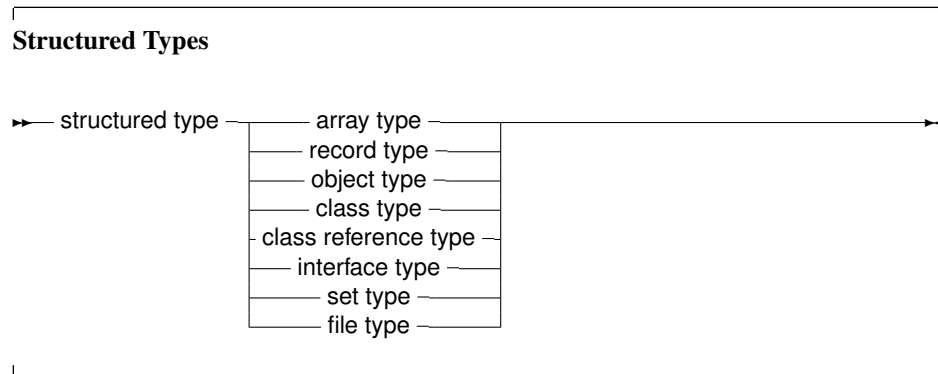 Structured Types
structured type array type
record type
object type
class type
class reference type
interface type
set type
file type